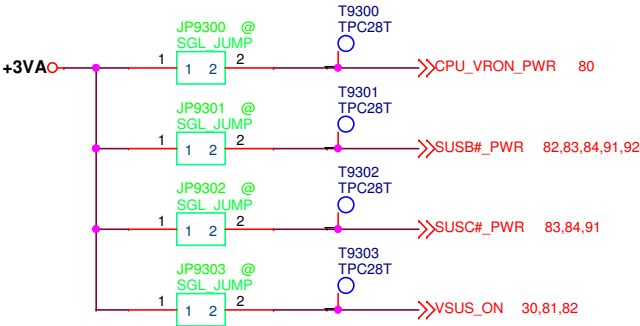 T9300
TPC28T
JP9300 @
SGL_JUMP
+3VA
1 1 2 2
CPU_VRON_PWR 80
T9301
TPC28T
JP9301 @
SGL_JUMP
1 1 2 2
SUSB#_PWR 82,83,84,91,92
T9302
TPC28T
JP9302 @
SGL_JUMP
1 1 2 2
SUSC#_PWR 83,84,91
T9303
TPC28T
JP9303 @
SGL_JUMP
1 1 2 2
VSUS_ON 30,81,82